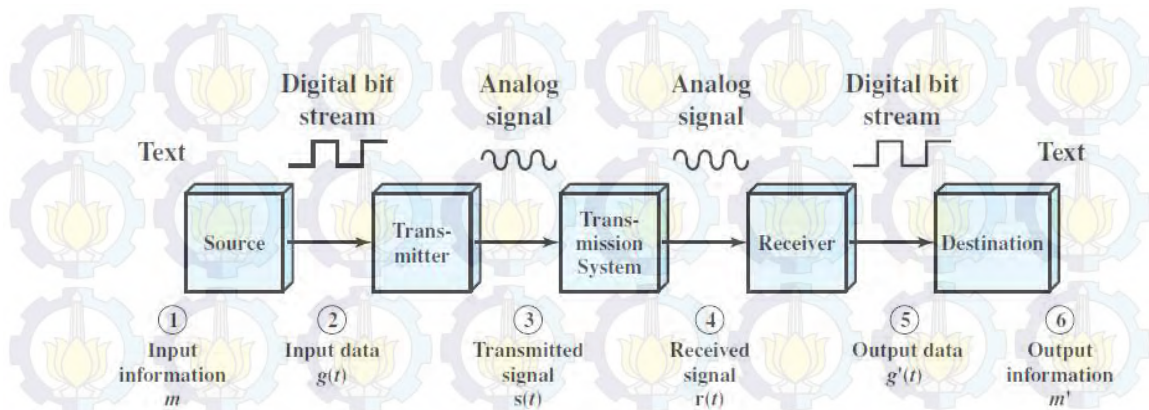 Digital bit
stream
Analog
signal
Analog
signal
Digital bit
stream
Text
Text
Source
Trans-
mitter
Trans-
mission
System
Receiver
Destination
1
Input
information
m
2
Input data
g(t)
3
Transmitted
signal
s(t)
4
Received
signal
r(t)
5
Output data
g'(t)
6
Output
information
m'